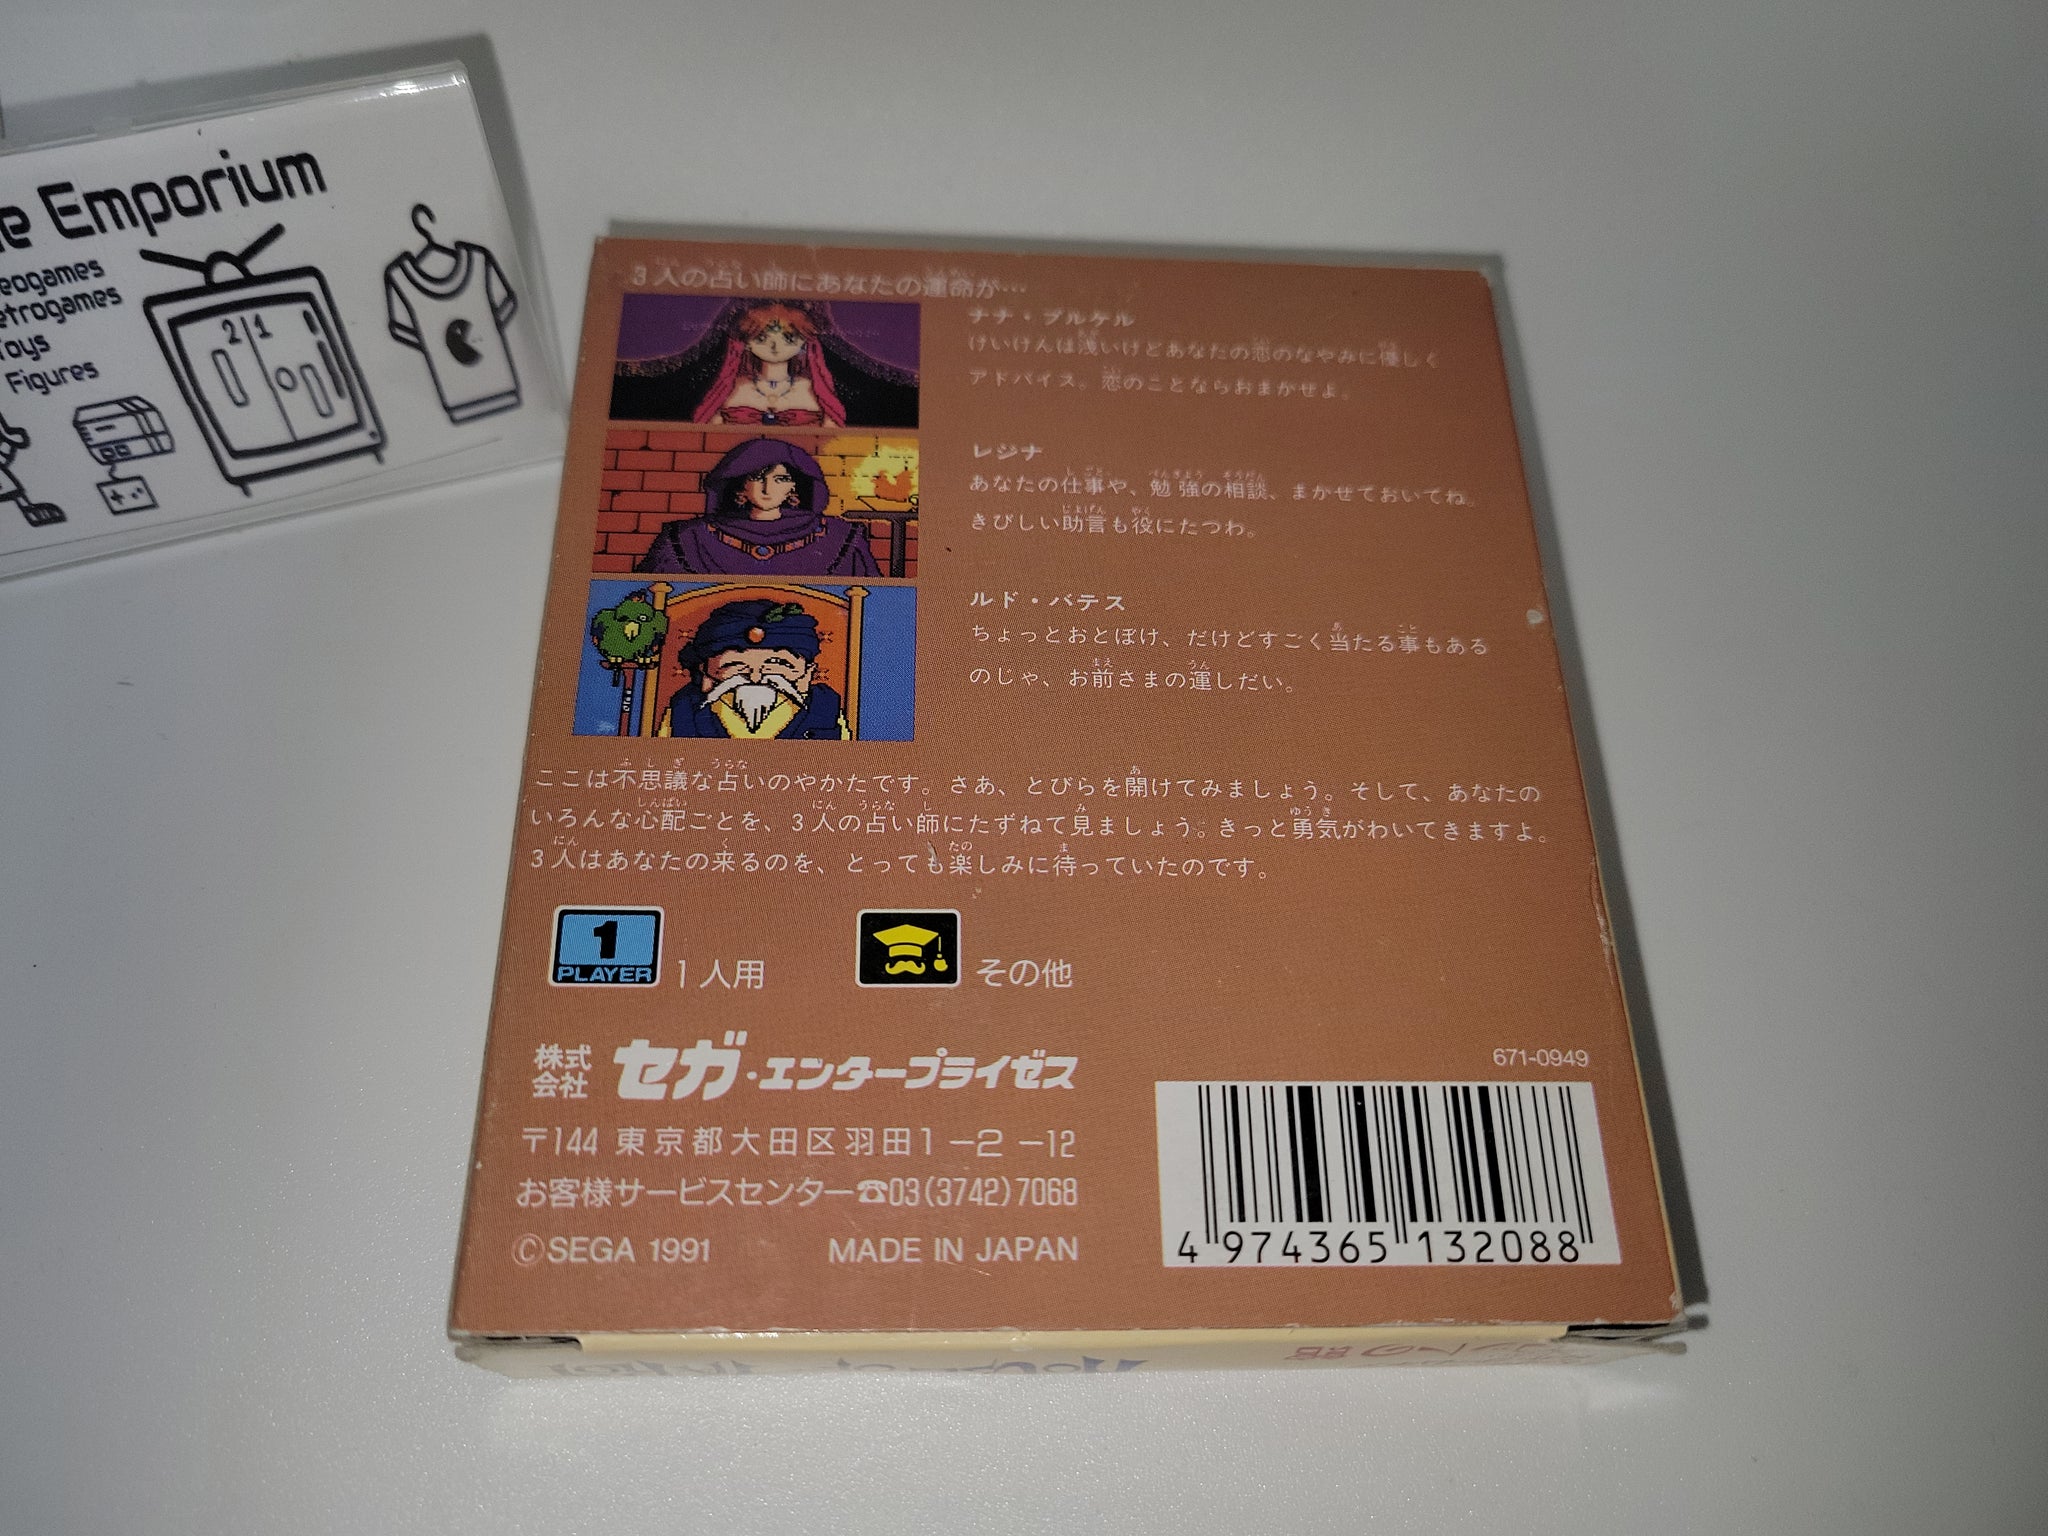 e Emporium
eogames
etrogames
Toys
Figures
21
3人の占い師にあなたの運命が…
ナナ・ブルケル
けいけんは浅いけどあなたの恋のなやみに優しく
アドバイス。恋のことならおまかせよ。
レジナ
あなたの仕事や、勉強の相談、まかせておいてね。
きびしい助言も役にたつわ。
ルド・バテス
ちょっとおとぼけ、だけどすごく当たる事もある
のじゃ、お前さまの運しだい。
ここは不思議な占いのやかたです。さあ、とびらを開けてみましょう。そして、あなたの
いろんな心配ごとを、3人の占い師にたずねて見ましょう。きっと勇気がわいてきますよ。
3人はあなたの来るのを、とっても楽しみに待っていたのです。
1
PLAYER
1人用
その他
株式会社 セガ・エンタープライゼス
〒144 東京都大田区羽田1-2-12
お客様サービスセンター☎03(3742)7068
©SEGA 1991 MADE IN JAPAN
671-0949
4 974365 132088